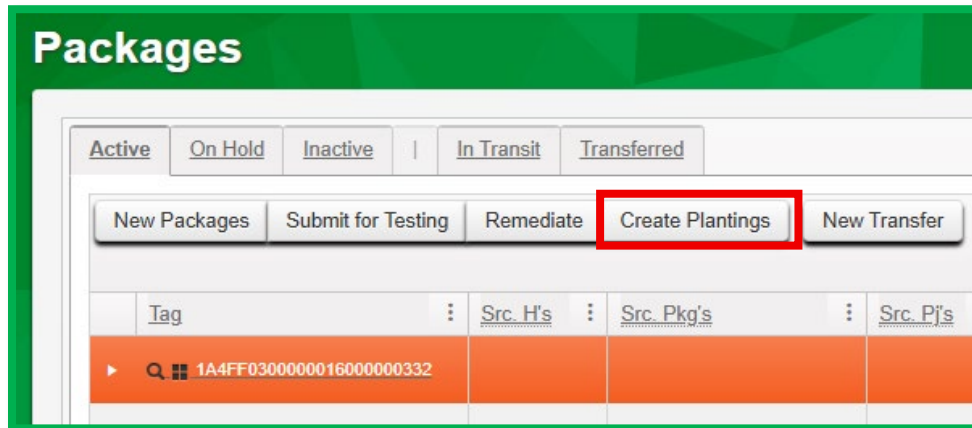 Packages
Active On Hold Inactive | In Transit Transferred
New Packages Submit for Testing Remediate Create Plantings New Transfer
Tag Src. H's Src. Pkg's Src. Pj's
1A4FF0300000016000000332